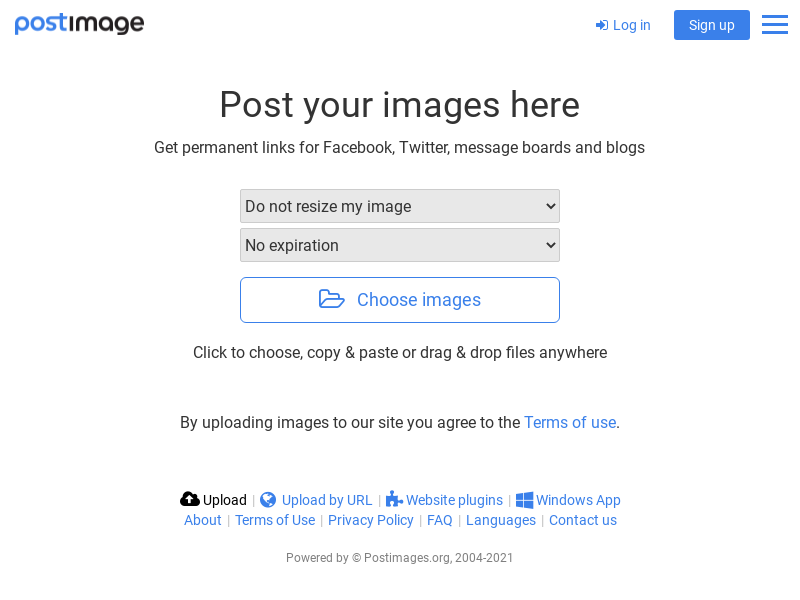 postimage
Log in
Sign up
Post your images here
Get permanent links for Facebook, Twitter, message boards and blogs
Do not resize my image
No expiration
Choose images
Click to choose, copy & paste or drag & drop files anywhere
By uploading images to our site you agree to the Terms of use.
Upload | Upload by URL | Website plugins | Windows App
About | Terms of Use | Privacy Policy | FAQ | Languages | Contact us
Powered by © Postimages.org, 2004-2021